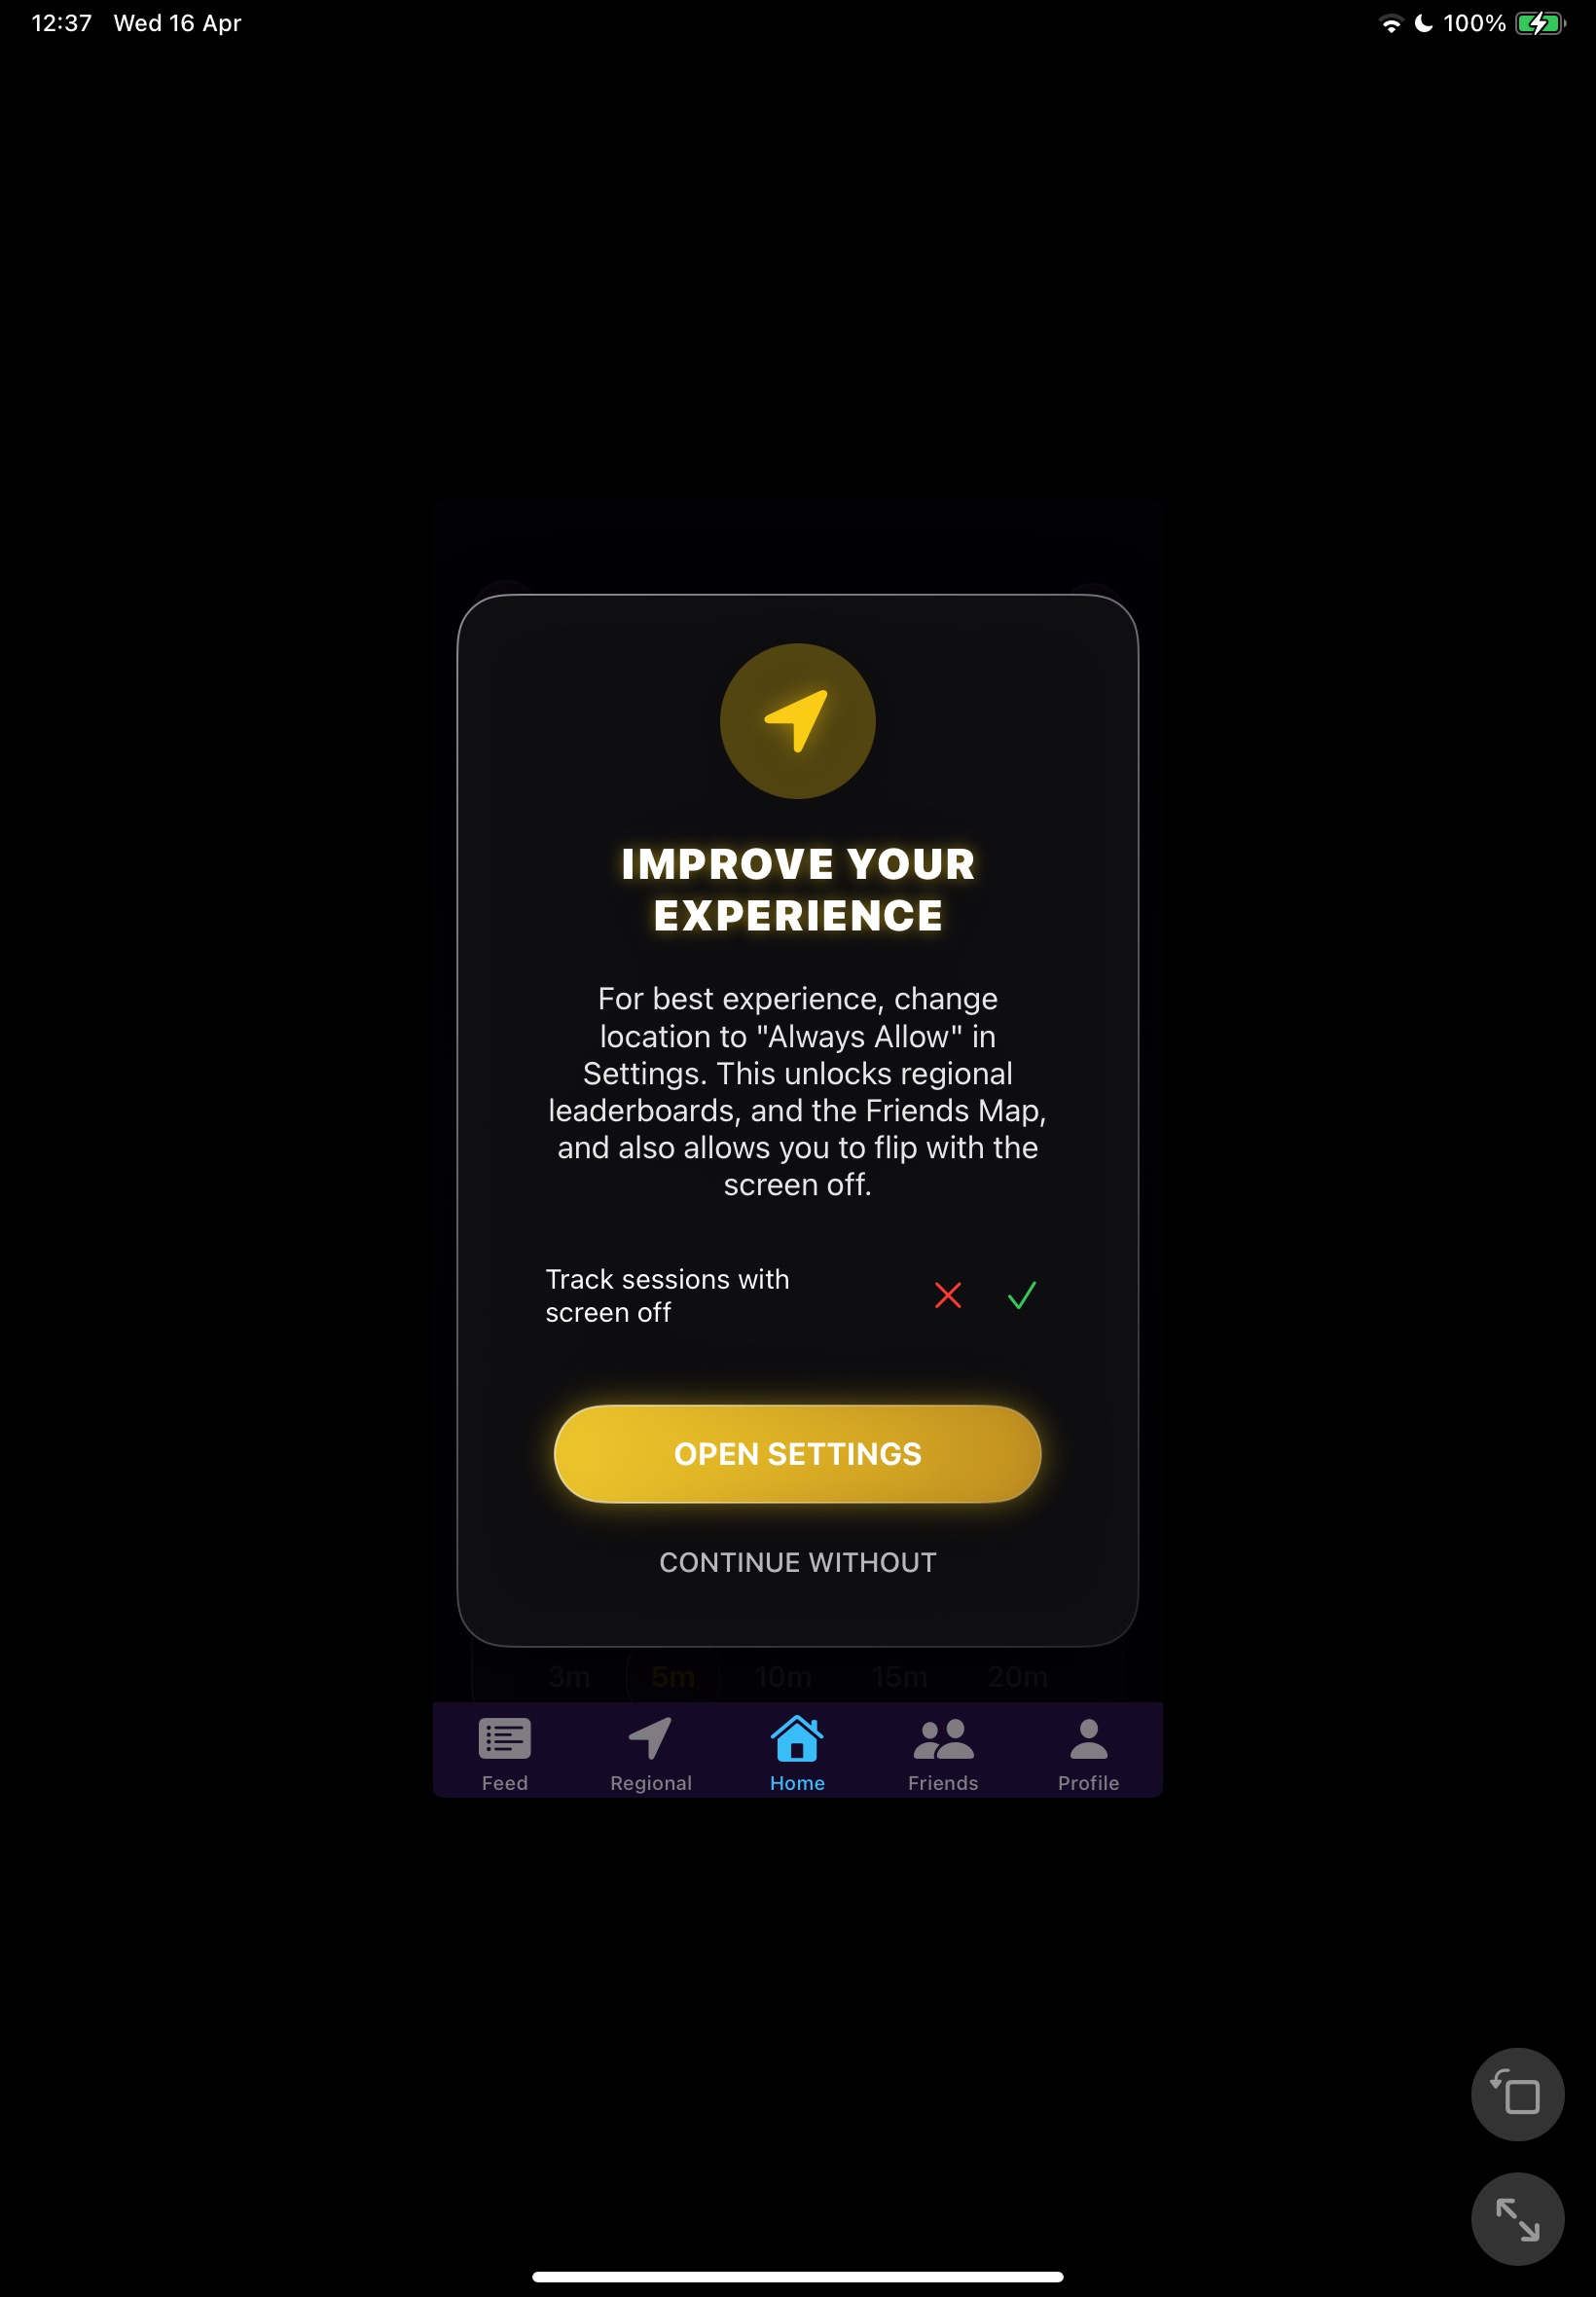 12:37 Wed 16 Apr 100%
IMPROVE YOUR
EXPERIENCE
For best experience, change
location to "Always Allow" in
Settings. This unlocks regional
leaderboards, and the Friends Map,
and also allows you to flip with the
screen off.
Track sessions with
screen off
OPEN SETTINGS
CONTINUE WITHOUT
3m 5m 10m 15m 20m
Feed Regional Home Friends Profile